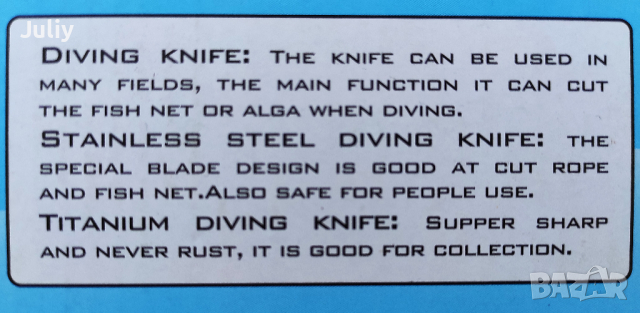 Juliy
DIVING KNIFE: THE KNIFE CAN BE USED IN
MANY FIELDS, THE MAIN FUNCTION IT CAN CUT
THE FISH NET OR ALGA WHEN DIVING.
STAINLESS STEEL DIVING KNIFE: THE
SPECIAL BLADE DESIGN IS GOOD AT CUT ROPE
AND FISH NET.ALSO SAFE FOR PEOPLE USE.
TITANIUM DIVING KNIFE: SUPPER SHARP
AND NEVER RUST, IT IS GOOD FOR COLLECTION.
BAZAR